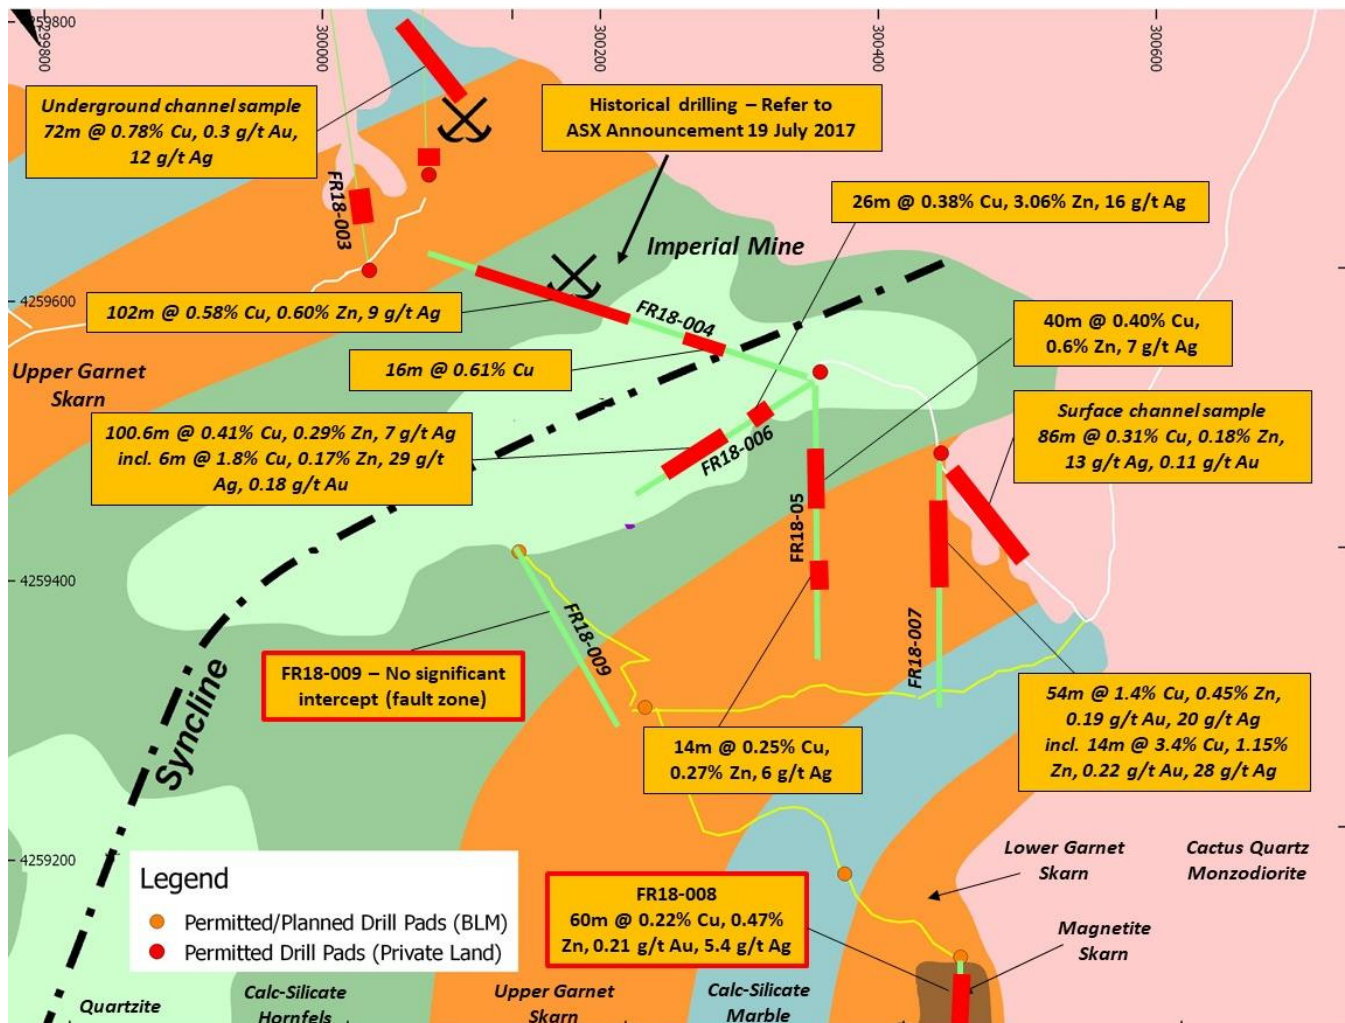 4259800
299800
300000
300200
300400
300600
Underground channel sample
72m @ 0.78% Cu, 0.3 g/t Au,
12 g/t Ag
Historical drilling – Refer to
ASX Announcement 19 July 2017
26m @ 0.38% Cu, 3.06% Zn, 16 g/t Ag
FR18-003
Imperial Mine
4259600
102m @ 0.58% Cu, 0.60% Zn, 9 g/t Ag
FR18-004
40m @ 0.40% Cu,
0.6% Zn, 7 g/t Ag
16m @ 0.61% Cu
Upper Garnet
Skarn
Surface channel sample
86m @ 0.31% Cu, 0.18% Zn,
13 g/t Ag, 0.11 g/t Au
100.6m @ 0.41% Cu, 0.29% Zn, 7 g/t Ag
incl. 6m @ 1.8% Cu, 0.17% Zn, 29 g/t
Ag, 0.18 g/t Au
FR18-006
FR18-05
4259400
FR18-009
FR18-007
FR18-009 – No significant
intercept (fault zone)
Syncline
54m @ 1.4% Cu, 0.45% Zn,
0.19 g/t Au, 20 g/t Ag
incl. 14m @ 3.4% Cu, 1.15%
Zn, 0.22 g/t Au, 28 g/t Ag
14m @ 0.25% Cu,
0.27% Zn, 6 g/t Ag
4259200
Lower Garnet
Skarn
Cactus Quartz
Monzodiorite
Legend
Permitted/Planned Drill Pads (BLM)
Permitted Drill Pads (Private Land)
FR18-008
60m @ 0.22% Cu, 0.47%
Zn, 0.21 g/t Au, 5.4 g/t Ag
Magnetite
Skarn
Quartzite
Calc-Silicate
Hornfels
Upper Garnet
Skarn
Calc-Silicate
Marble